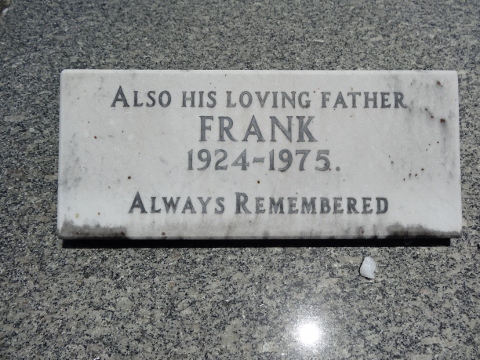 Also his loving father
FRANK
1924-1975.
Always Remembered